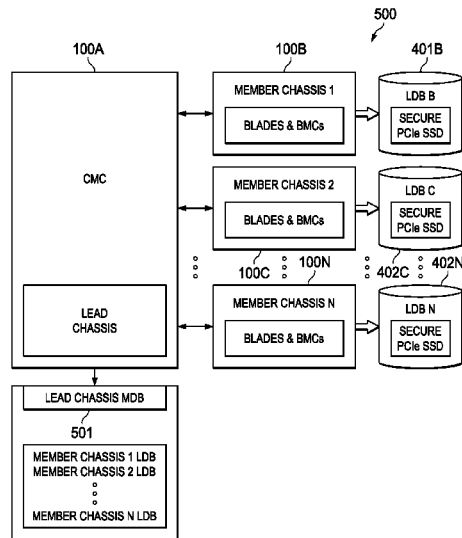 500
100A
100B
401B
CMC
LEAD
CHASSIS
MEMBER CHASSIS 1
BLADES & BMCs
LDB B
SECURE
PCIe SSD
MEMBER CHASSIS 2
BLADES & BMCs
LDB C
SECURE
PCIe SSD
100C
100N
402C
402N
MEMBER CHASSIS N
BLADES & BMCs
LDB N
SECURE
PCIe SSD
LEAD CHASSIS MDB
501
MEMBER CHASSIS 1 LDB
MEMBER CHASSIS 2 LDB
MEMBER CHASSIS N LDB